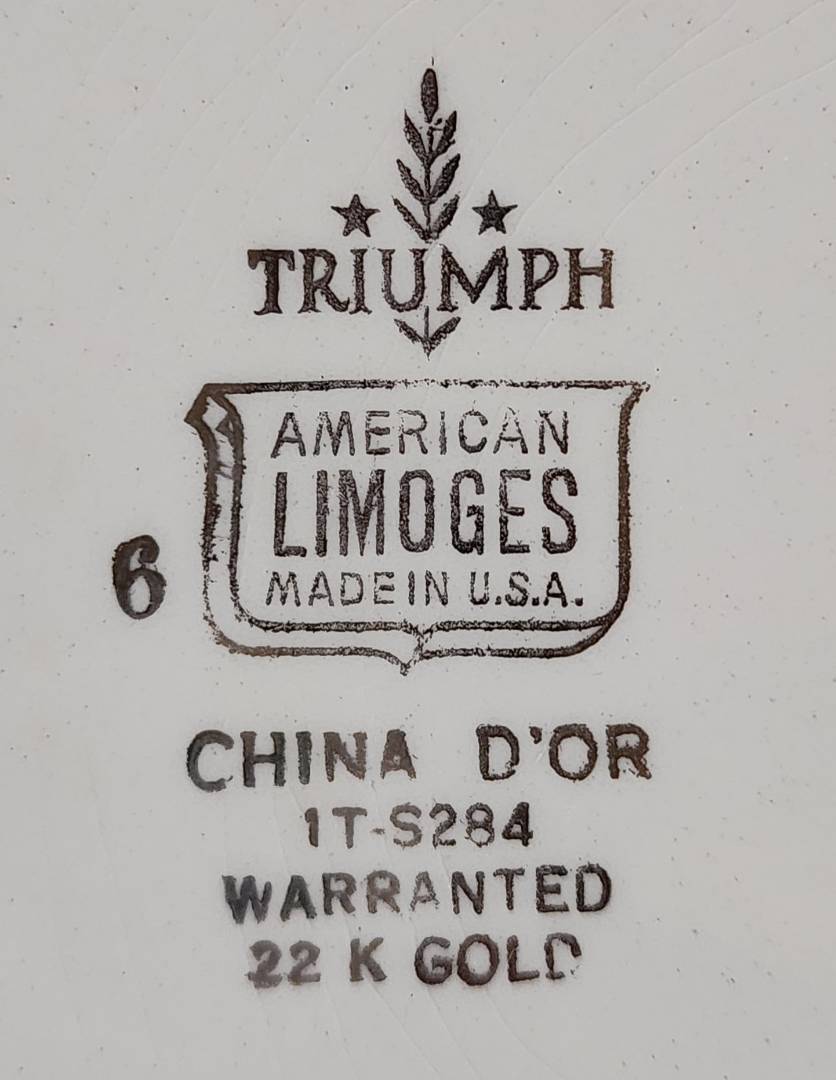 TRIUMPH
AMERICAN
LIMOGES
MADE IN U.S.A.
6
CHINA D'OR
1T-S284
WARRANTED
22 K GOLD